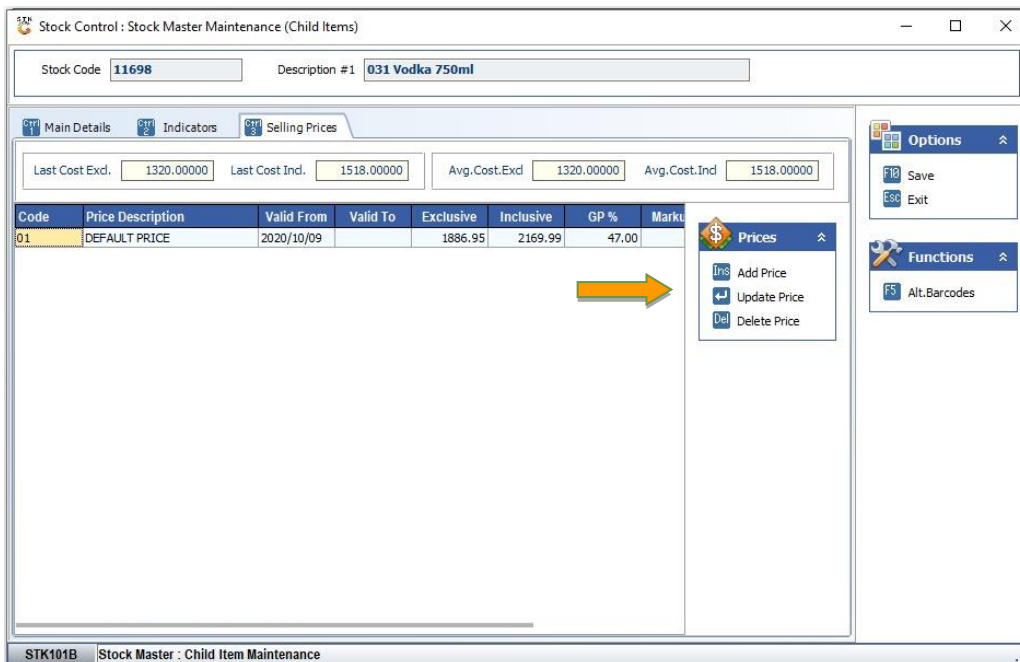 Stock Control : Stock Master Maintenance (Child Items)
Stock Code 11698 Description #1 031 Vodka 750ml
Ctrl 1 Main Details Ctrl 2 Indicators Ctrl 3 Selling Prices
Last Cost Excl. 1320.00000 Last Cost Incl. 1518.00000 Avg.Cost.Excl 1320.00000 Avg.Cost.Incl 1518.00000
Code Price Description Valid From Valid To Exclusive Inclusive GP % Marku
01 DEFAULT PRICE 2020/10/09 1886.95 2169.99 47.00
Prices
Ins Add Price
Update Price
Del Delete Price
Options
F10 Save
Esc Exit
Functions
F5 Alt.Barcodes
STK101B Stock Master : Child Item Maintenance